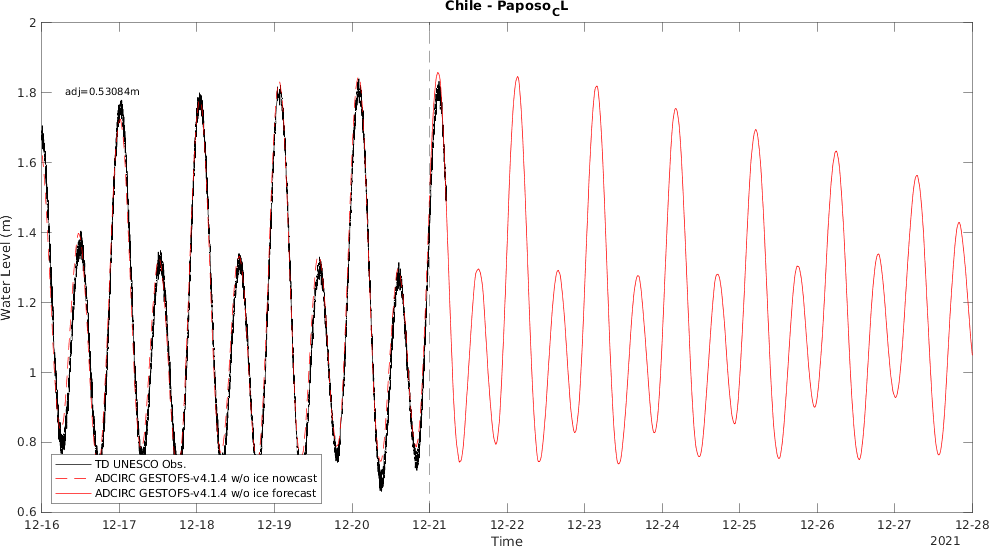 Chile - Paposo_CL
2
1.8
1.6
1.4
1.2
1
0.8
0.6
Water Level (m)
adj=0.53084m
TD UNESCO Obs.
ADCIRC GESTOFS-v4.1.4 w/o ice nowcast
ADCIRC GESTOFS-v4.1.4 w/o ice forecast
12-16 12-17 12-18 12-19 12-20 12-21 12-22 12-23 12-24 12-25 12-26 12-27 12-28
Time
2021